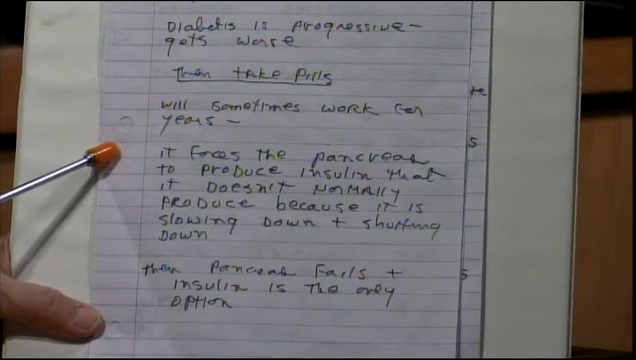 Diabetis is progressive-
gets worse
then take Pills
will sometimes work for
years -
it forces the pancreas
to produce insulin that
it doesn't normally
produce because it is
slowing down + shutting
down
then Pancreas Fails +
insulin is the only
option